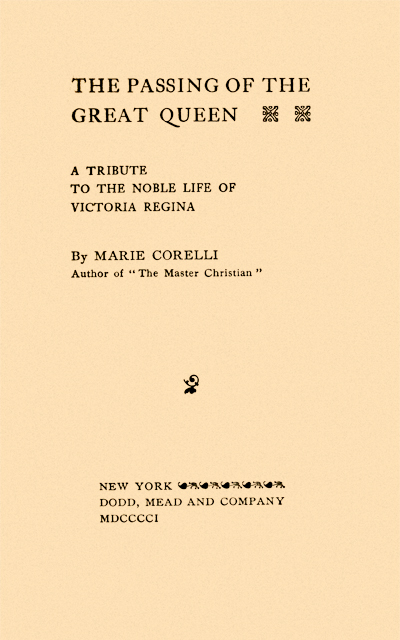 THE PASSING OF THE
GREAT QUEEN
A TRIBUTE
TO THE NOBLE LIFE OF
VICTORIA REGINA
By MARIE CORELLI
Author of "The Master Christian"
NEW YORK
DODD, MEAD AND COMPANY
MDCCCCI